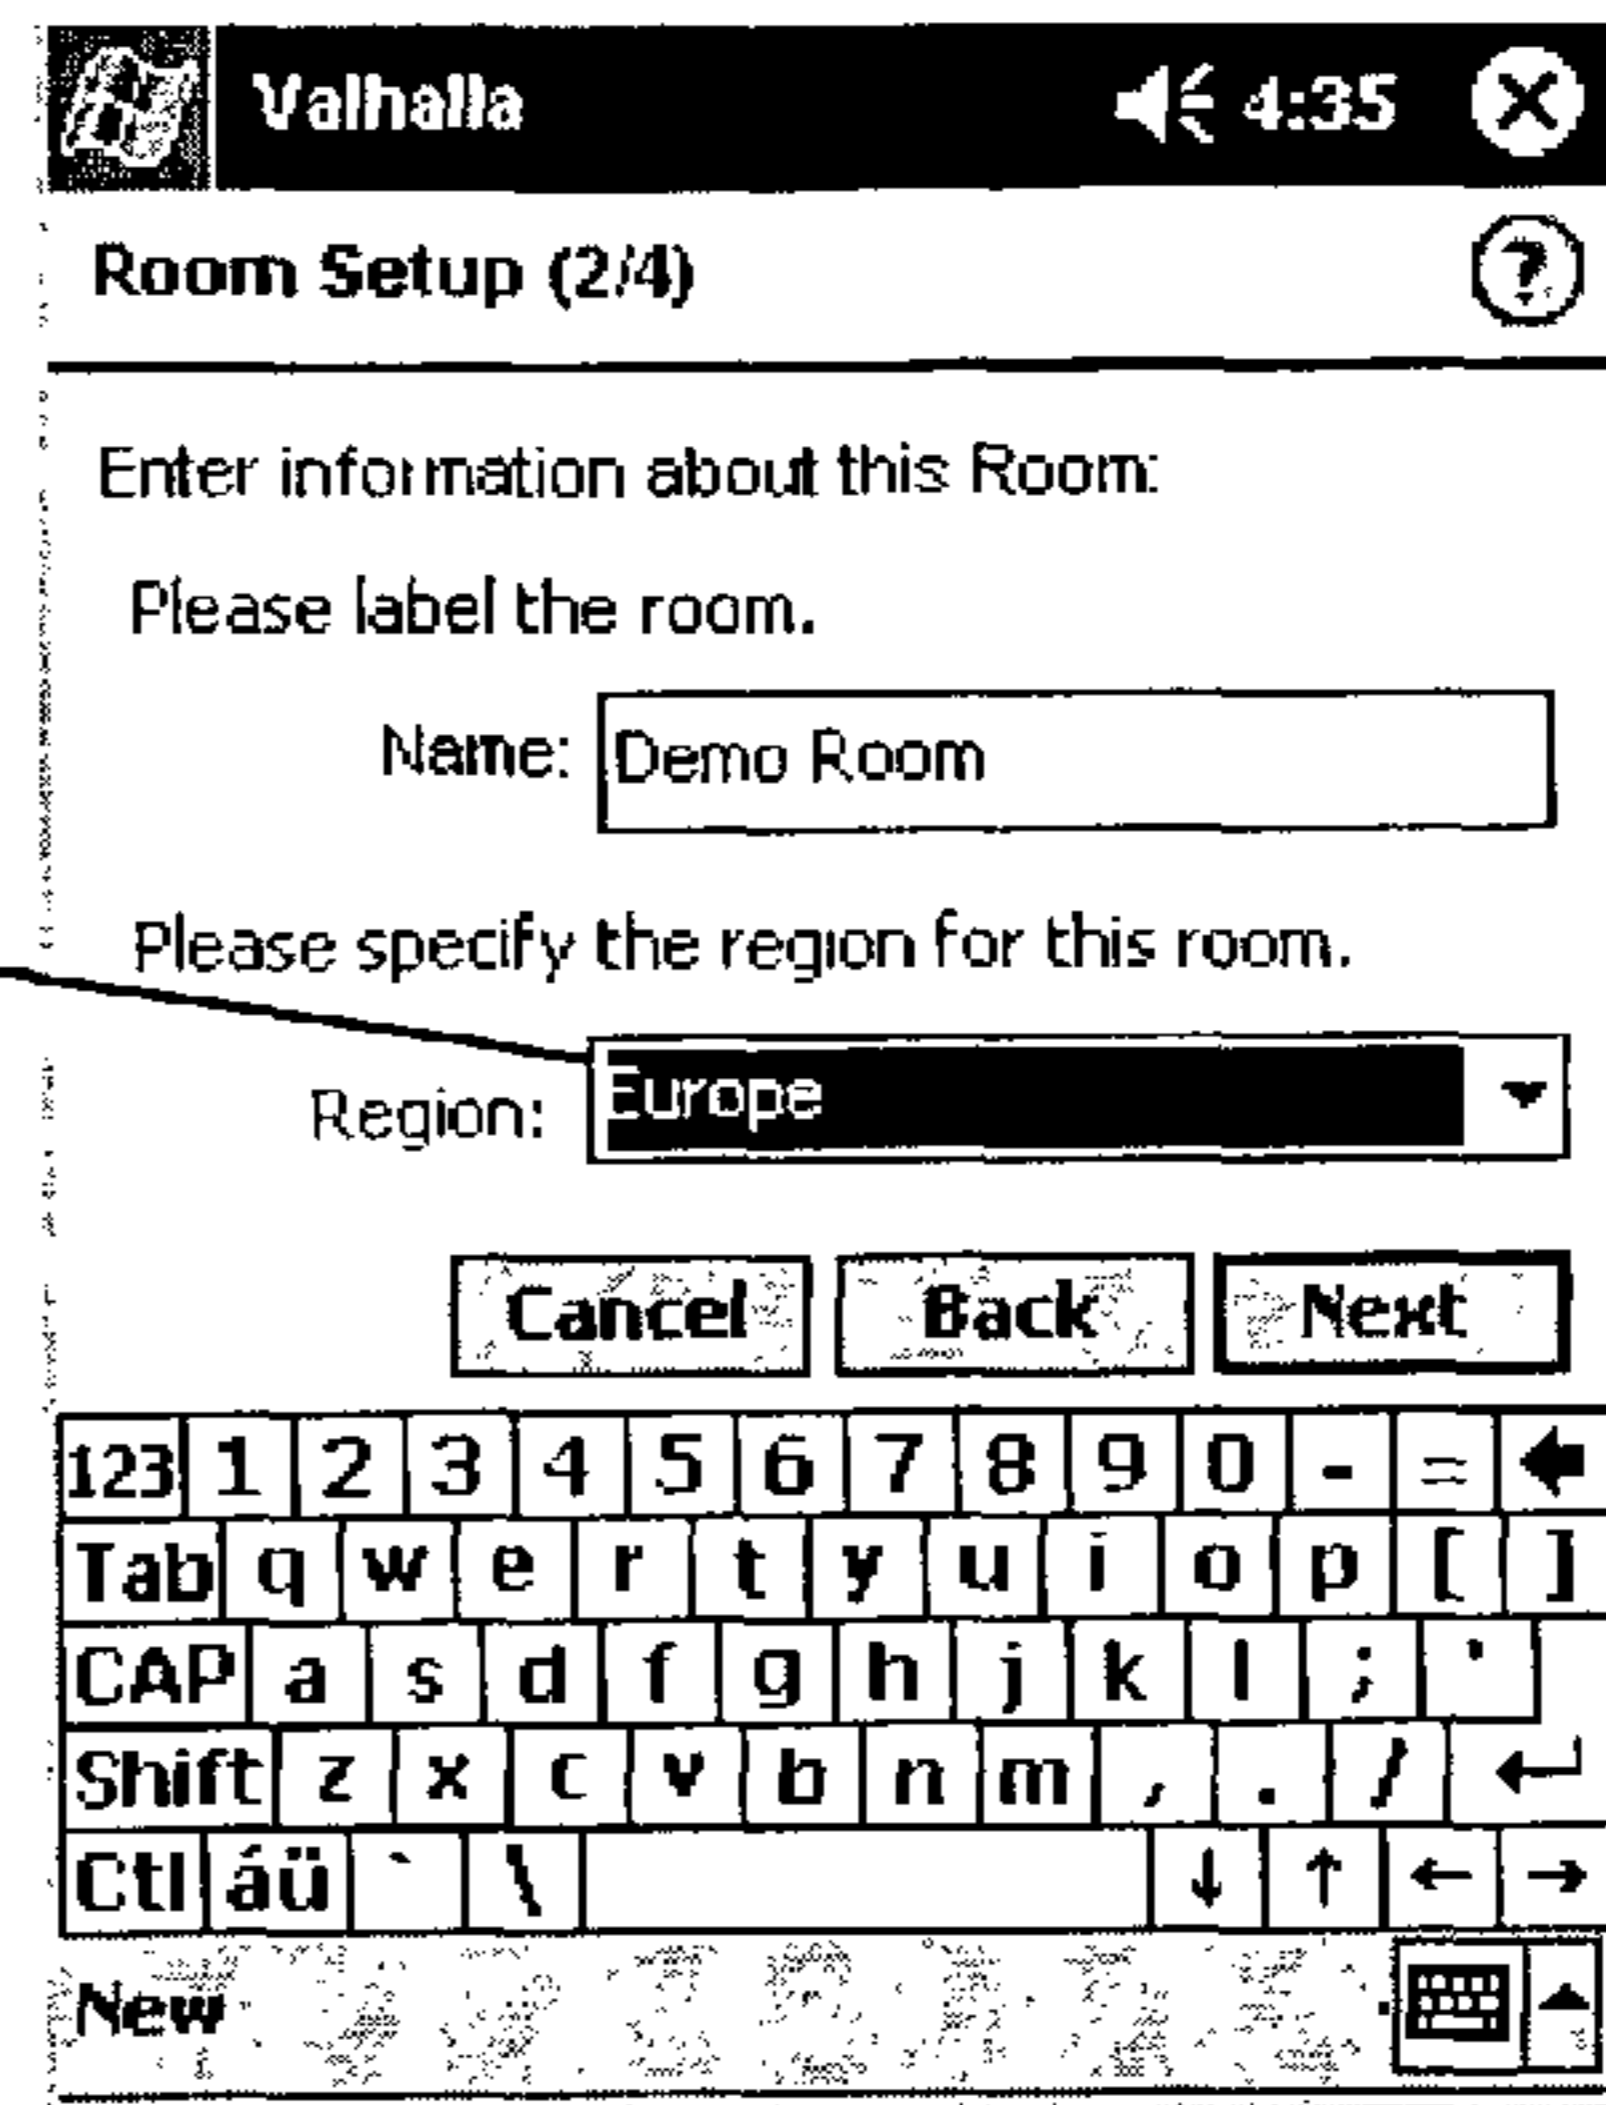 Valhalla 4:35
Room Setup (2/4) ?
Enter information about this Room:
Please label the room.
Name: Demo Room
Please specify the region for this room.
Region: Europe
Cancel Back Next
123 1 2 3 4 5 6 7 8 9 0 - =
Tab q w e r t y u i o p [ ]
CAP a s d f g h j k l ; '
Shift z x c v b n m , . /
Ctl áü ` \ ↓ ↑ ← →
New